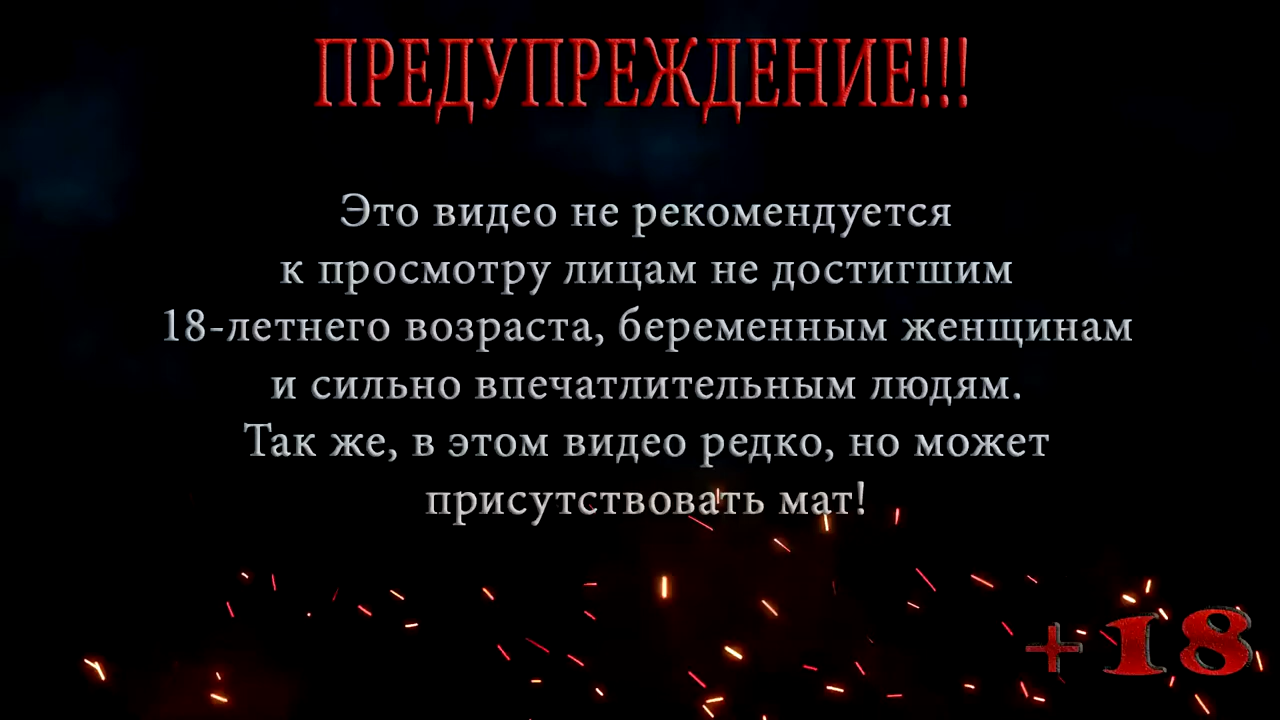 ПРЕДУПРЕЖДЕНИЕ!!!
Это видео не рекомендуется
к просмотру лицам не достигшим
18-летнего возраста, беременным женщинам
и сильно впечатлительным людям.
Так же, в этом видео редко, но может
присутствовать мат!
+18